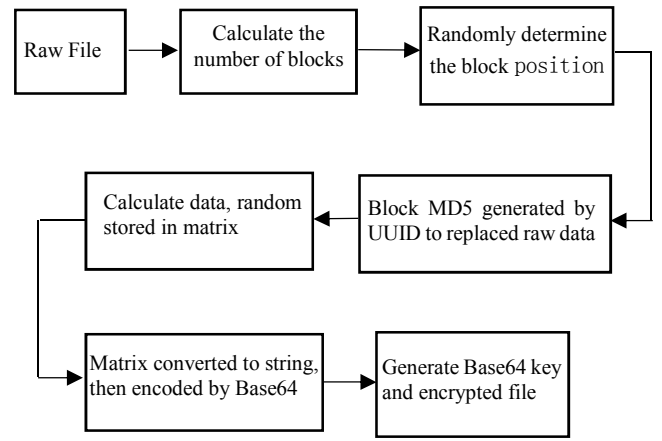 Raw File
Calculate the
number of blocks
Randomly determine
the block position
Block MD5 generated by
UUID to replaced raw data
Calculate data, random
stored in matrix
Matrix converted to string,
then encoded by Base64
Generate Base64 key
and encrypted file